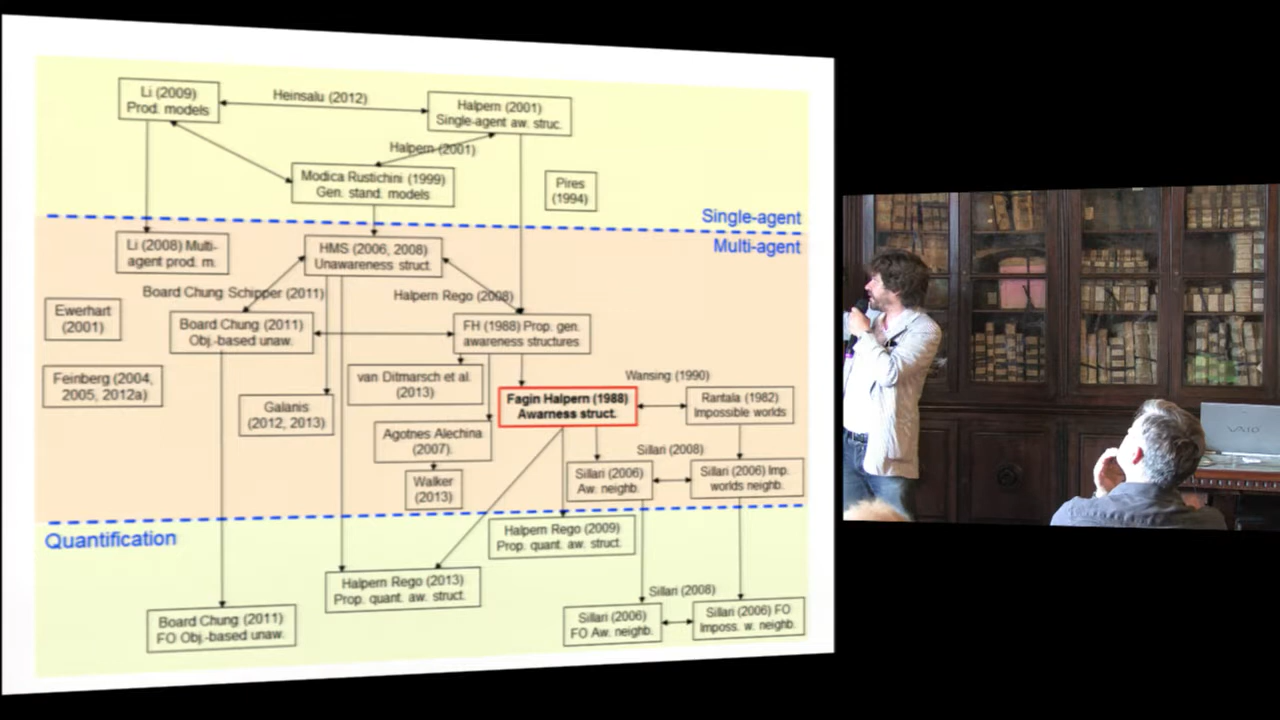 Li (2009)
Prod. models
Heinsalu (2012)
Halpern (2001)
Single-agent aw. struc.
Halpern (2001)
Modica Rustichini (1999)
Gen. stand. models
Pires
(1994)
Single-agent
Multi-agent
Li (2008) Multi-
agent prod. m.
HMS (2006, 2008)
Unawareness struct.
Board Chung Schipper (2011)
Halpern Rego (2008)
Ewerhart
(2001)
Board Chung (2011)
Obj.-based unaw.
FH (1988) Prop. gen.
awareness structures
Feinberg (2004,
2005, 2012a)
Galanis
(2012, 2013)
van Ditmarsch et al.
(2013)
Wansing (1990)
Fagin Halpern (1988)
Awarness struct.
Rantala (1982)
Impossible worlds
Agotnes Alechina
(2007).
Sillari (2008)
Walker
(2013)
Sillari (2006)
Aw. neighb.
Sillari (2006) Imp.
worlds neighb.
Quantification
Halpern Rego (2009)
Prop. quant. aw. struct.
Halpern Rego (2013)
Prop. quant. aw. struct.
Sillari (2008)
Board Chung (2011)
FO Obj.-based unaw.
Sillari (2006)
FO Aw. neighb.
Sillari (2006) FO
Imposs. w. neighb.
VAIO